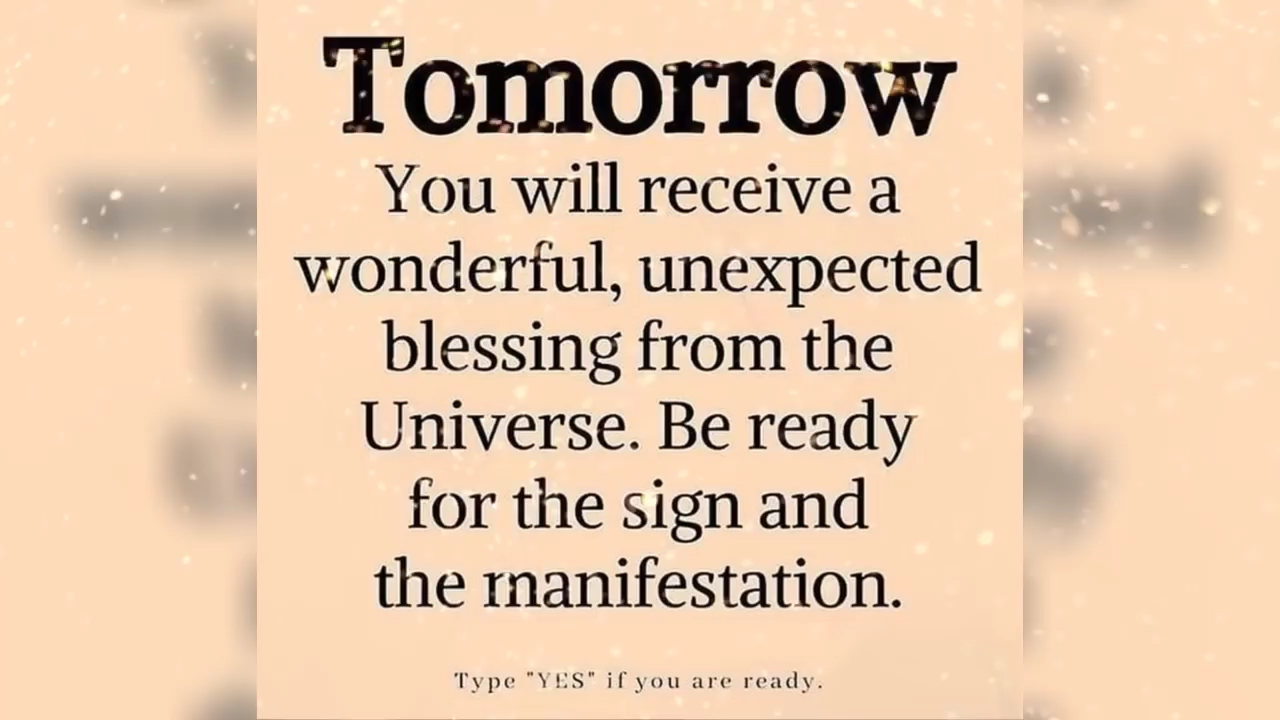 Tomorrow
You will receive a
wonderful, unexpected
blessing from the
Universe. Be ready
for the sign and
the manifestation.
Type "YES" if you are ready.